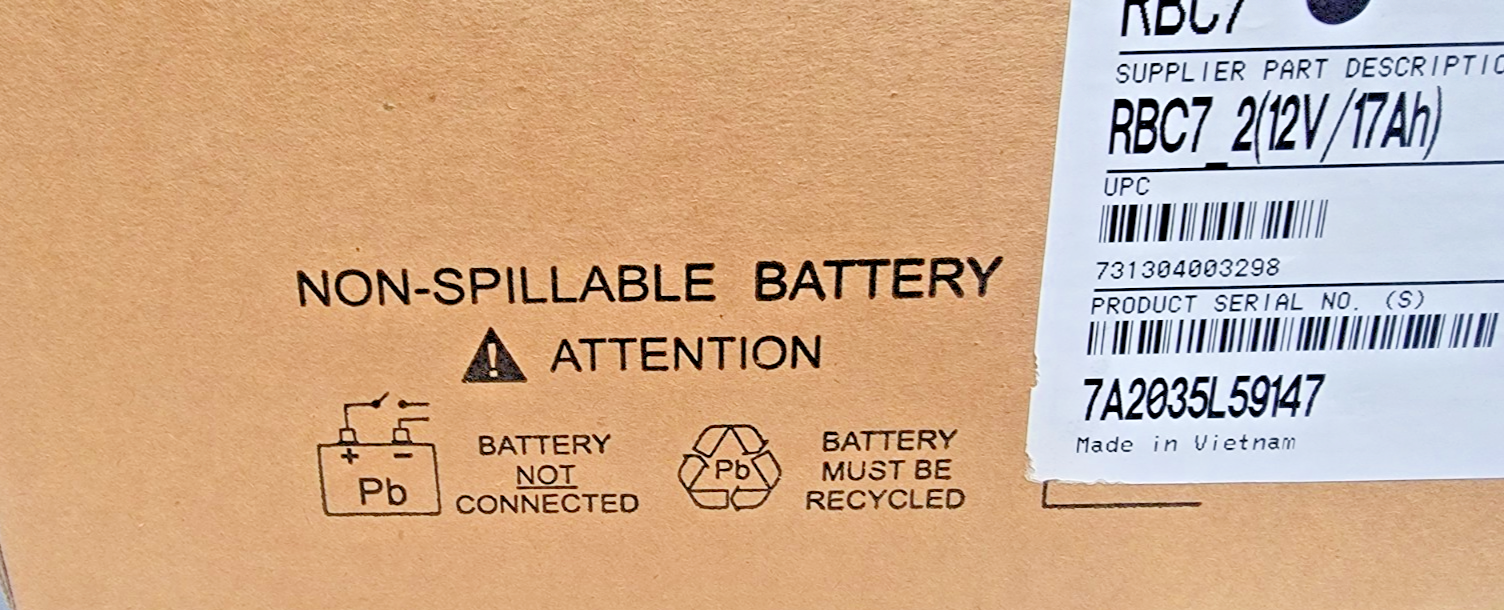 NON-SPILLABLE BATTERY
ATTENTION
+ -
Pb
BATTERY
NOT
CONNECTED
Pb
BATTERY
MUST BE
RECYCLED
RBC7
SUPPLIER PART DESCRIPTIO
RBC7_2(12V/17Ah)
UPC
731304003298
PRODUCT SERIAL NO. (S)
7A2035L59147
Made in Vietnam